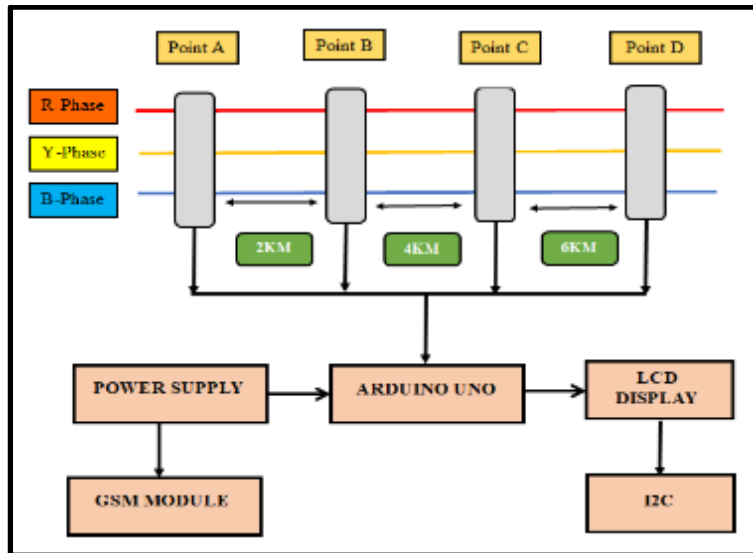 Point A
Point B
Point C
Point D
R-Phase
Y-Phase
B-Phase
2KM
4KM
6KM
POWER SUPPLY
ARDUINO UNO
LCD
DISPLAY
GSM MODULE
I2C